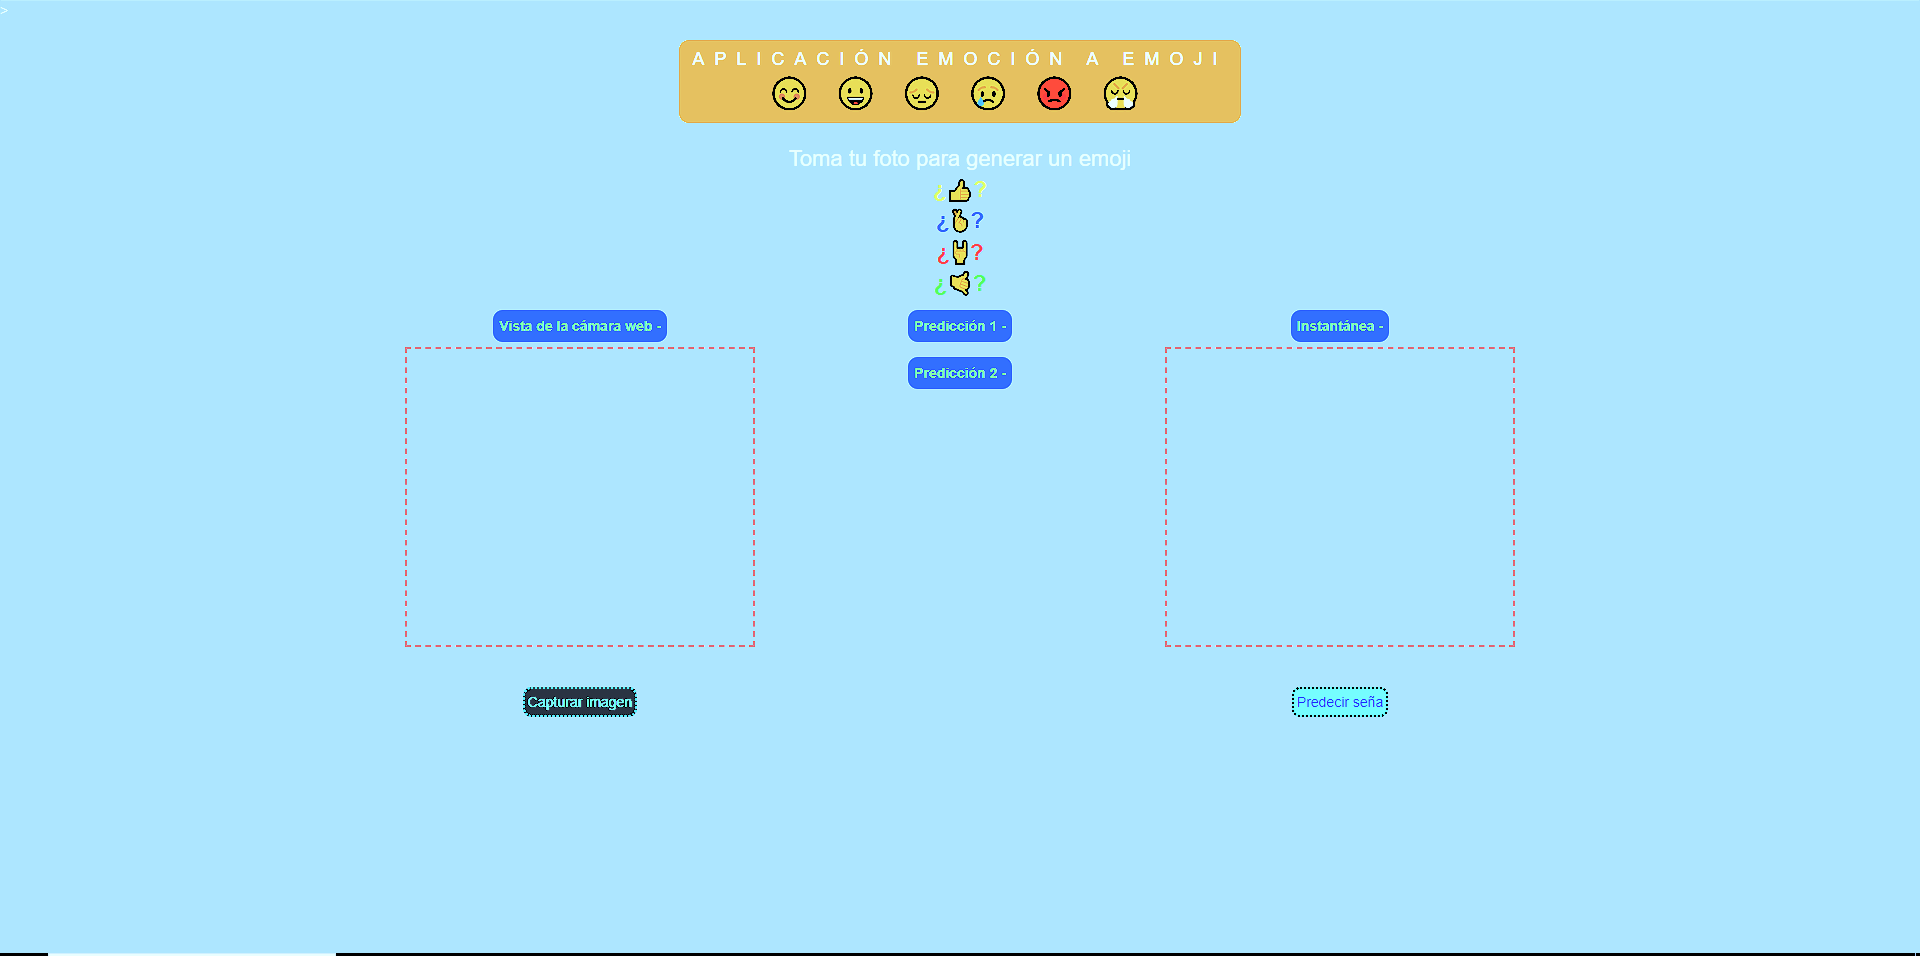 >
APLICACIÓN EMOCIÓN A EMOJI
😊 😃 😔 😢 😡 😤
Toma tu foto para generar un emoji
¿👍?
¿🫰?
¿🤘?
¿👎?
Vista de la cámara web -
Predicción 1 -
Instantánea -
Predicción 2 -
Capturar imagen
Predecir seña